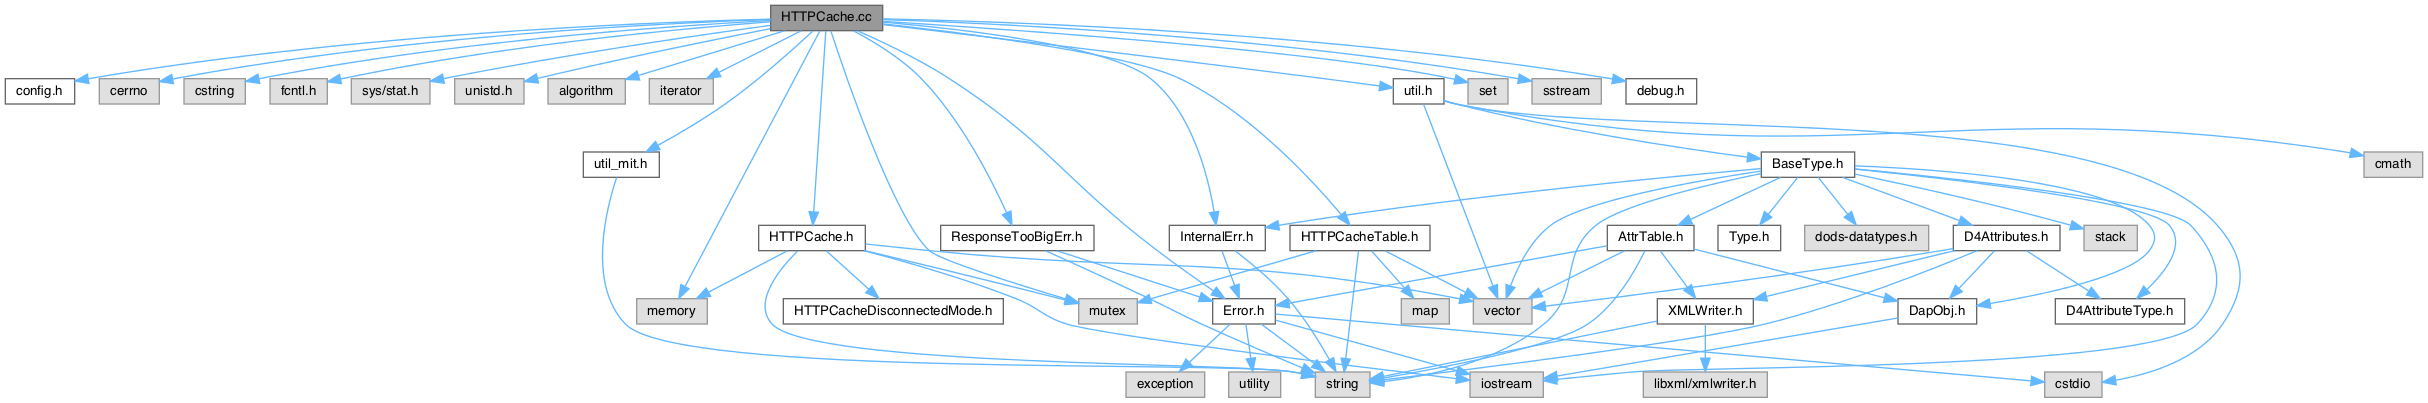 HTTPCache.cc
config.h
cerrno
cstring
fcntl.h
sys/stat.h
unistd.h
algorithm
iterator
util.h
set
sstream
debug.h
util_mit.h
BaseType.h
cmath
HTTPCache.h
ResponseTooBigErr.h
InternalErr.h
HTTPCacheTable.h
AttrTable.h
Type.h
dods-datatypes.h
D4Attributes.h
stack
memory
HTTPCacheDisconnectedMode.h
mutex
Error.h
map
vector
XMLWriter.h
DapObj.h
D4AttributeType.h
exception
utility
string
iostream
libxml/xmlwriter.h
cstdio